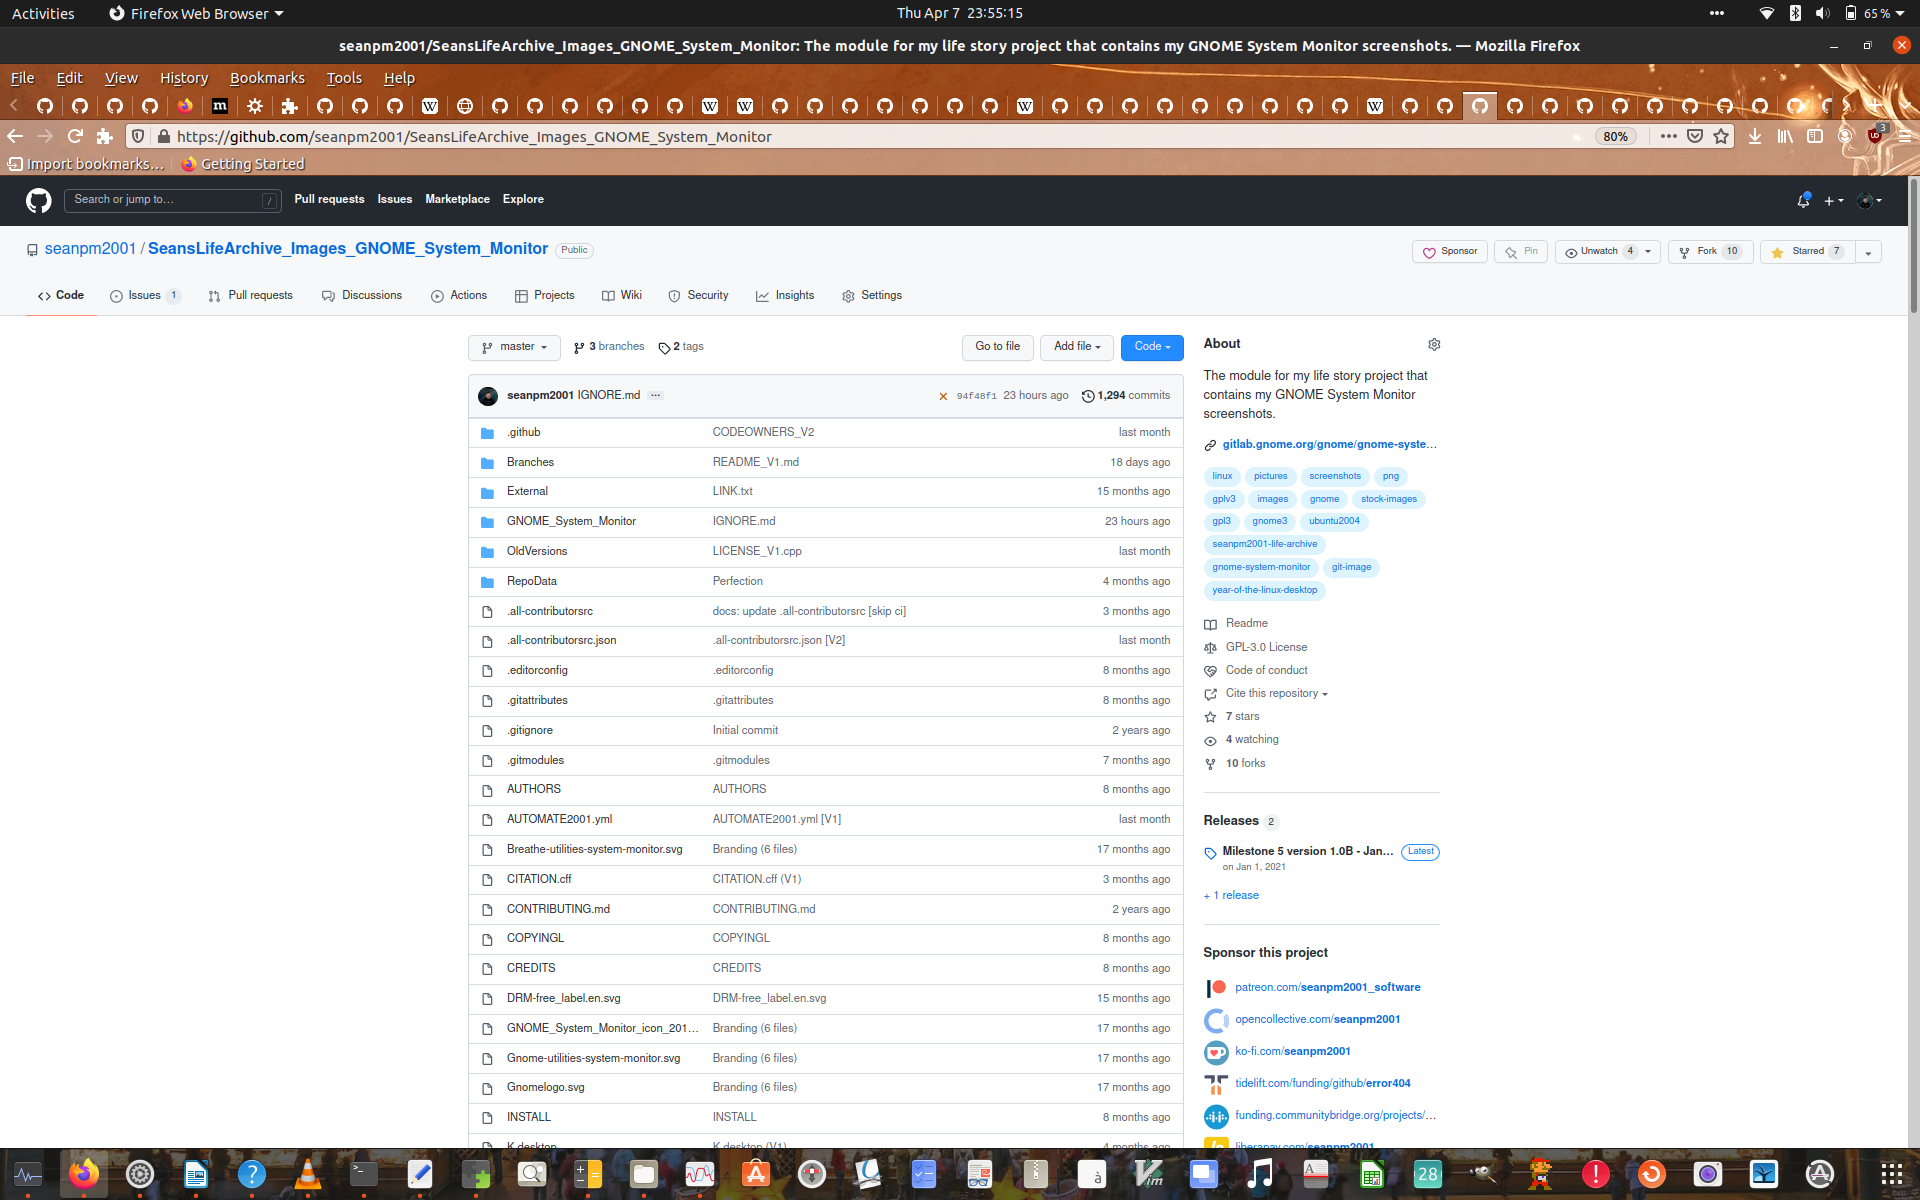 Activities
Firefox Web Browser
Thu Apr 7  23:55:15
65 %
seanpm2001/SeansLifeArchive_Images_GNOME_System_Monitor: The module for my life story project that contains my GNOME System Monitor screenshots. — Mozilla Firefox
File Edit View History Bookmarks Tools Help
https://github.com/seanpm2001/SeansLifeArchive_Images_GNOME_System_Monitor
80%
3
Import bookmarks…
Getting Started
Search or jump to…
/
Pull requests Issues Marketplace Explore
seanpm2001 / SeansLifeArchive_Images_GNOME_System_Monitor Public
Sponsor
Pin
Unwatch 4
Fork 10
Starred 7
Code
Issues 1
Pull requests
Discussions
Actions
Projects
Wiki
Security
Insights
Settings
master
3 branches
2 tags
Go to file
Add file
Code
seanpm2001 IGNORE.md ... 94f48f1 23 hours ago 1,294 commits
.github CODEOWNERS_V2 last month
Branches README_V1.md 18 days ago
External LINK.txt 15 months ago
GNOME_System_Monitor IGNORE.md 23 hours ago
OldVersions LICENSE_V1.cpp last month
RepoData Perfection 4 months ago
.all-contributorsrc docs: update .all-contributorsrc [skip ci] 3 months ago
.all-contributorsrc.json .all-contributorsrc.json [V2] last month
.editorconfig .editorconfig 8 months ago
.gitattributes .gitattributes 8 months ago
.gitignore Initial commit 2 years ago
.gitmodules .gitmodules 7 months ago
AUTHORS AUTHORS 8 months ago
AUTOMATE2001.yml AUTOMATE2001.yml [V1] last month
Breathe-utilities-system-monitor.svg Branding (6 files) 17 months ago
CITATION.cff CITATION.cff (V1) 3 months ago
CONTRIBUTING.md CONTRIBUTING.md 2 years ago
COPYINGL COPYINGL 8 months ago
CREDITS CREDITS 8 months ago
DRM-free_label.en.svg DRM-free_label.en.svg 15 months ago
GNOME_System_Monitor_icon_201… Branding (6 files) 17 months ago
Gnome-utilities-system-monitor.svg Branding (6 files) 17 months ago
Gnomelogo.svg Branding (6 files) 17 months ago
INSTALL INSTALL 8 months ago
K.desktop K.desktop (V1) 4 months ago
About
The module for my life story project that
contains my GNOME System Monitor
screenshots.
gitlab.gnome.org/gnome/gnome-syste…
linux pictures screenshots png
gplv3 images gnome stock-images
gpl3 gnome3 ubuntu2004
seanpm2001-life-archive
gnome-system-monitor git-image
year-of-the-linux-desktop
Readme
GPL-3.0 License
Code of conduct
Cite this repository
7 stars
4 watching
10 forks
Releases 2
Milestone 5 version 1.0B - Jan… Latest
on Jan 1, 2021
+ 1 release
Sponsor this project
patreon.com/seanpm2001_software
opencollective.com/seanpm2001
ko-fi.com/seanpm2001
tidelift.com/funding/github/error404
funding.communitybridge.org/projects/…
liberapay.com/seanpm2001
28